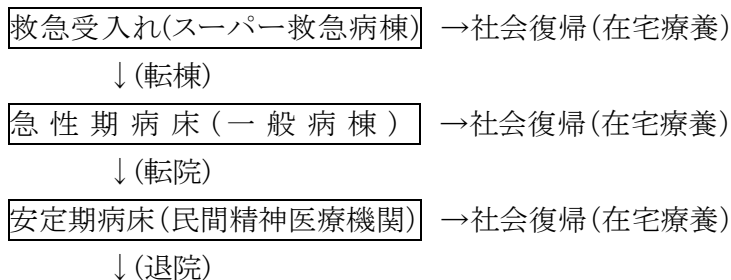 救急受入れ(スーパー救急病棟) →社会復帰(在宅療養)
↓(転棟)
急性期病床(一般病棟) →社会復帰(在宅療養)
↓(転院)
安定期病床(民間精神医療機関) →社会復帰(在宅療養)
↓(退院)